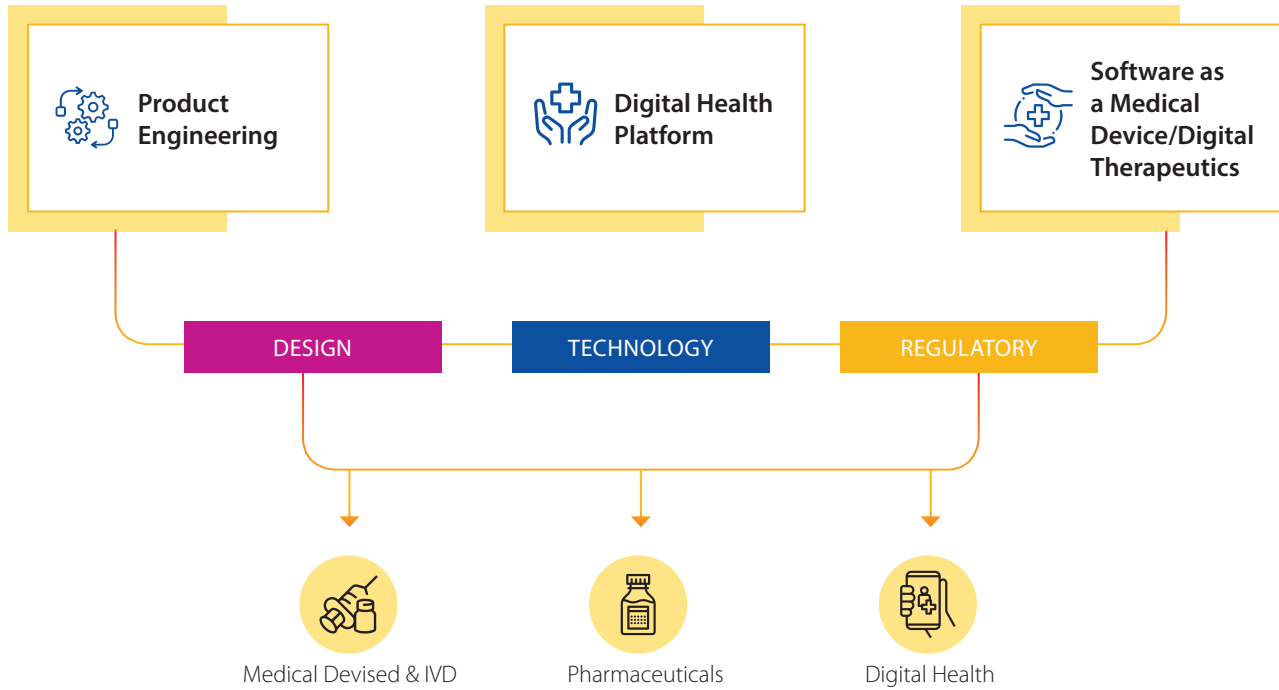 Product
Engineering
Digital Health
Platform
Software as
a Medical
Device/Digital
Therapeutics
DESIGN
TECHNOLOGY
REGULATORY
Medical Devised & IVD
Pharmaceuticals
Digital Health